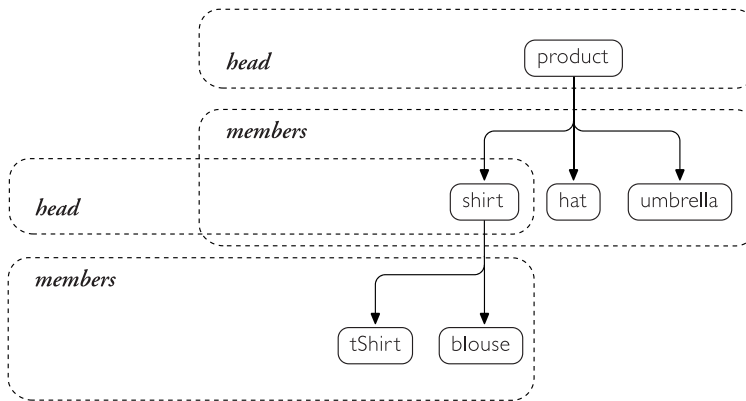 product
head
members
shirt
hat
umbrella
head
members
tShirt
blouse